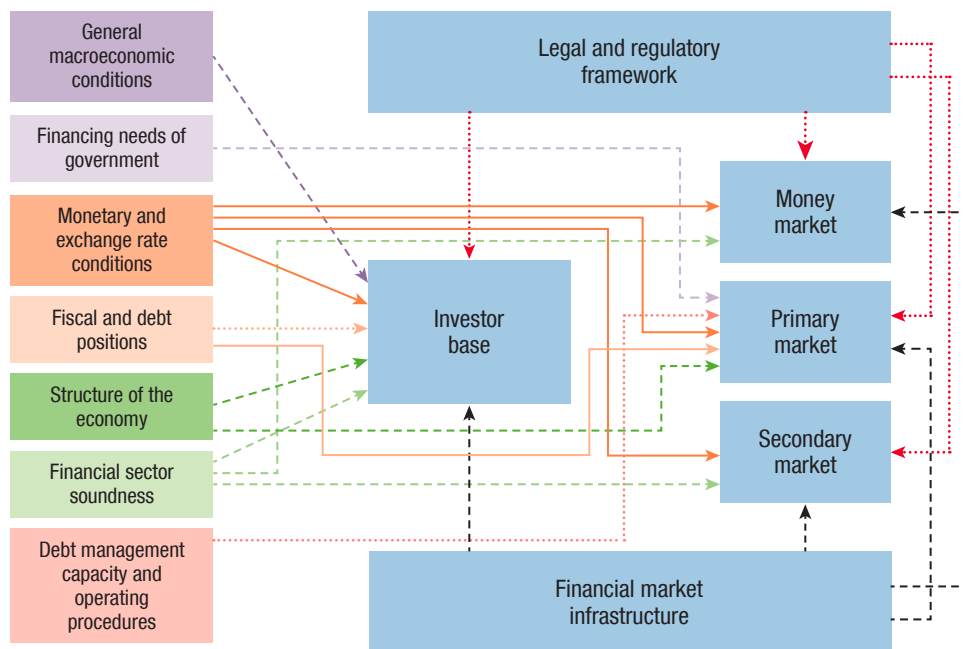 General
macroeconomic
conditions
Financing needs of
government
Monetary and
exchange rate
conditions
Fiscal and debt
positions
Structure of the
economy
Financial sector
soundness
Debt management
capacity and
operating
procedures
Legal and regulatory
framework
Investor
base
Money
market
Primary
market
Secondary
market
Financial market
infrastructure